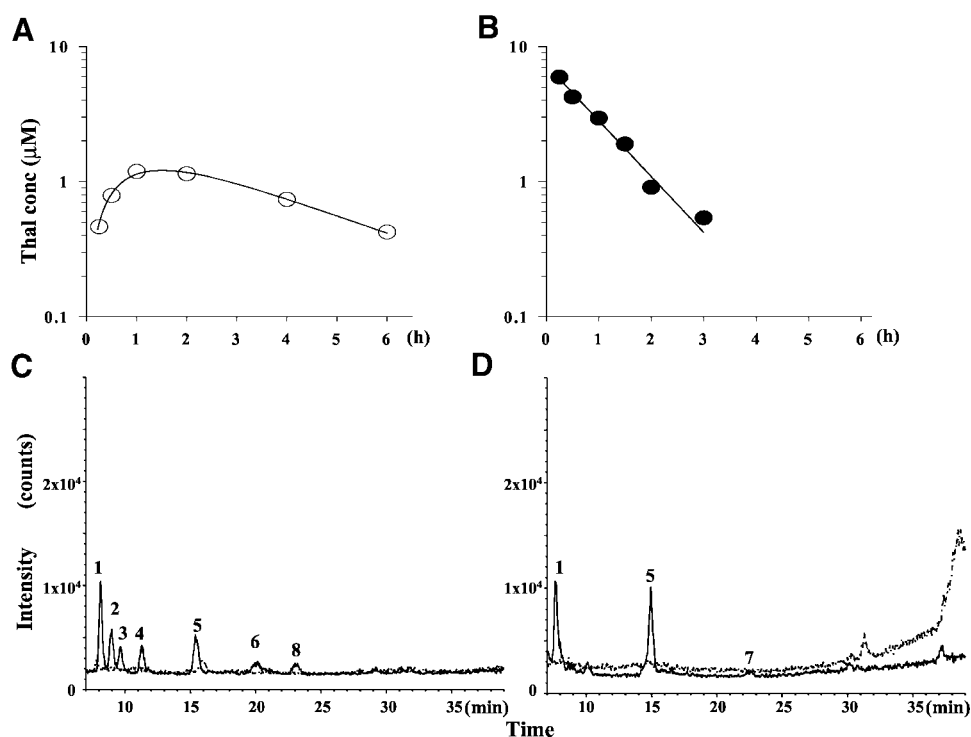 A
B
Thal conc (μM)
10
1
0.1
0 1 2 3 4 5 6 (h)
10
1
0.1
0 1 2 3 4 5 6 (h)
C
D
Intensity (counts)
2x10⁴
1x10⁴
0
1 2 3 4 5 6 8
10 15 20 25 30 35(min)
2x10⁴
1x10⁴
0
1 5 7
10 15 20 25 30 35(min)
Time